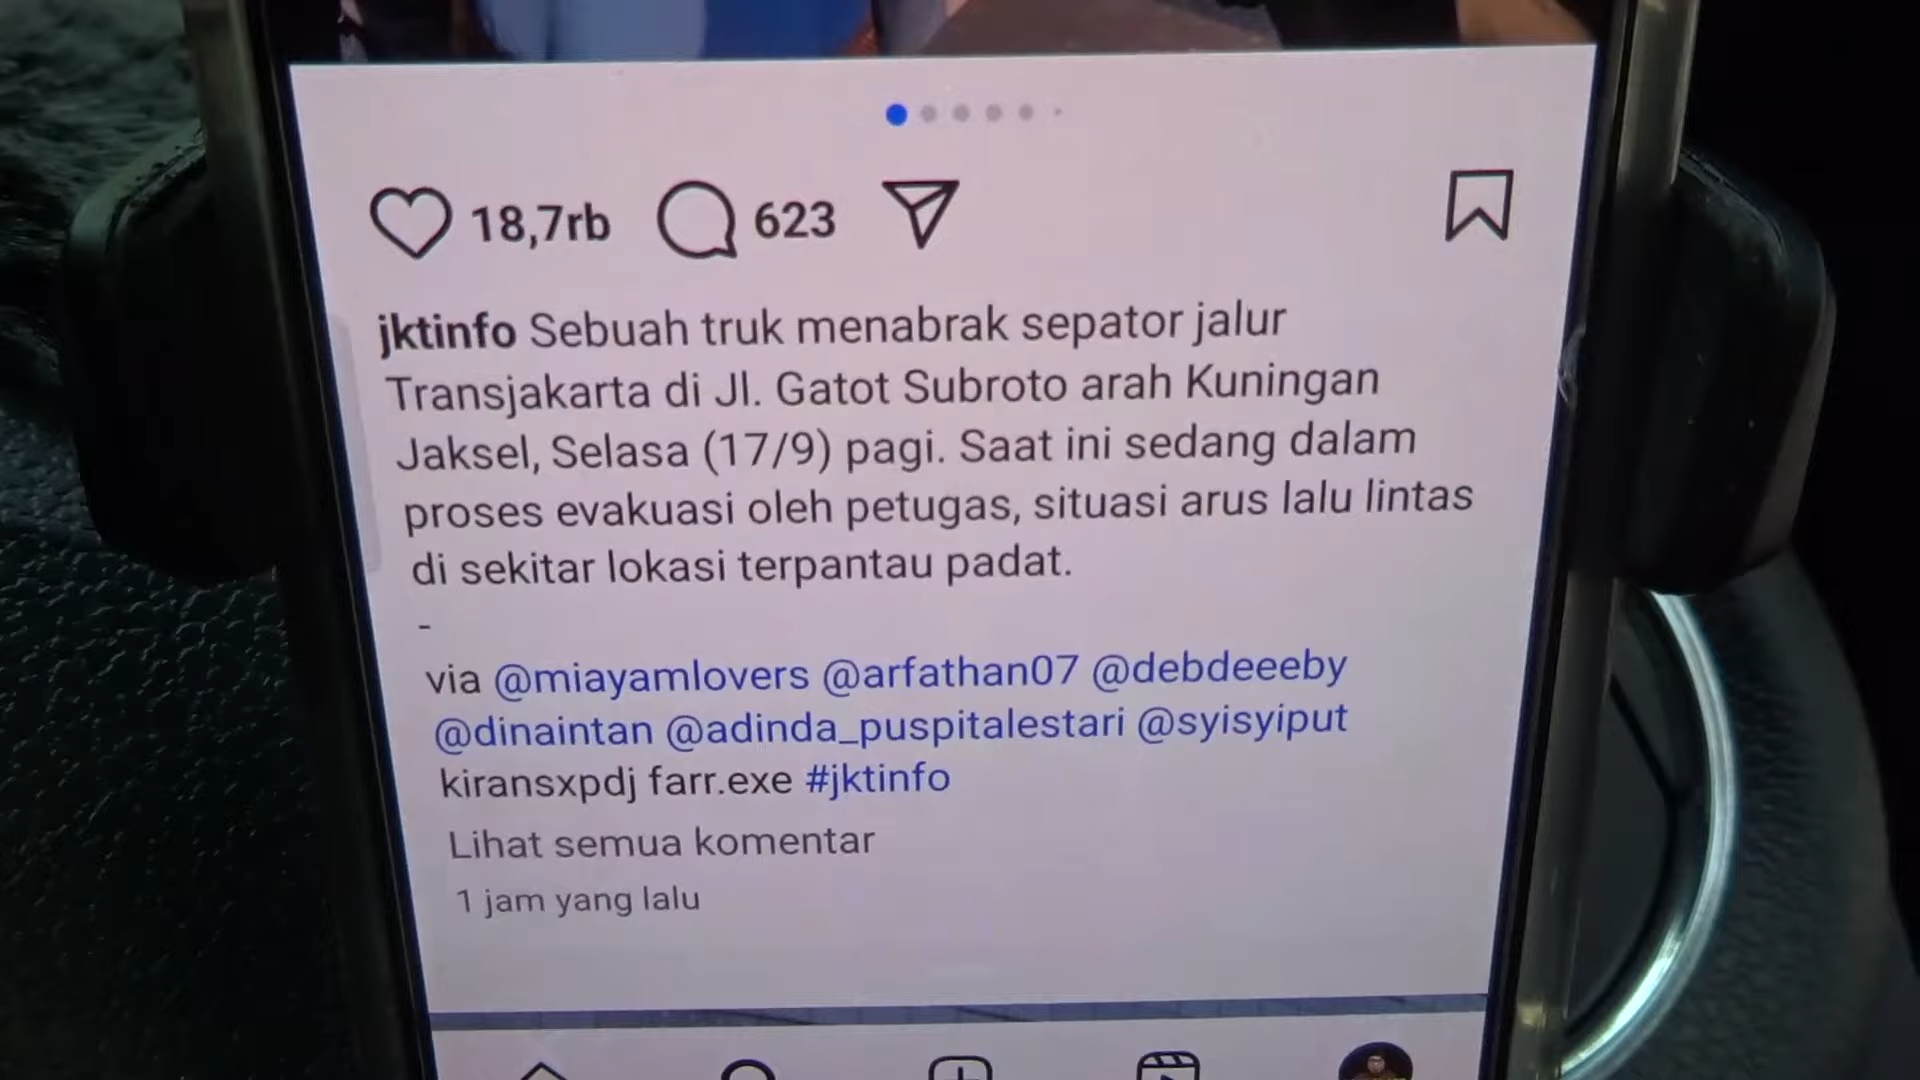 18,7rb 623
jktinfo Sebuah truk menabrak sepator jalur
Transjakarta di Jl. Gatot Subroto arah Kuningan
Jaksel, Selasa (17/9) pagi. Saat ini sedang dalam
proses evakuasi oleh petugas, situasi arus lalu lintas
di sekitar lokasi terpantau padat.
-
via @miayamlovers @arfathan07 @debdeeeby
@dinaintan @adinda_puspitalestari @syisyiput
kiransxpdj farr.exe #jktinfo
Lihat semua komentar
1 jam yang lalu